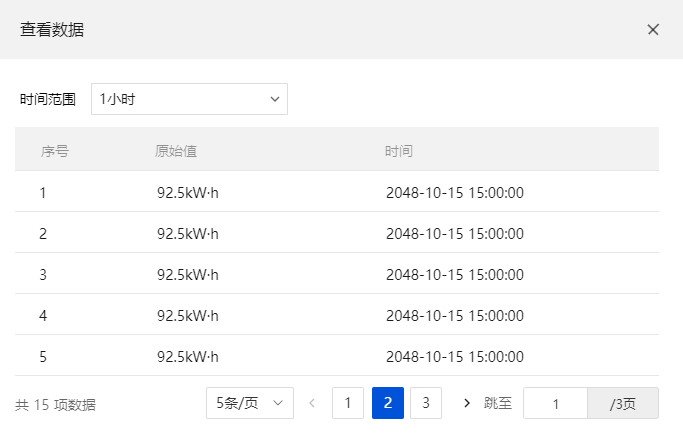 查看数据
时间范围 1小时
序号 原始值 时间
1 92.5kW·h 2048-10-15 15:00:00
2 92.5kW·h 2048-10-15 15:00:00
3 92.5kW·h 2048-10-15 15:00:00
4 92.5kW·h 2048-10-15 15:00:00
5 92.5kW·h 2048-10-15 15:00:00
共 15 项数据 5条/页 1 2 3 跳至 1 /3页